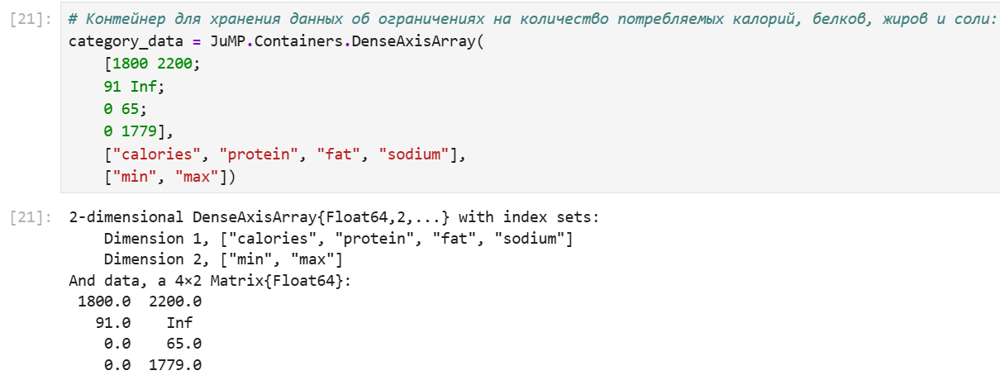 [21]: # Контейнер для хранения данных об ограничениях на количество потребляемых калорий, белков, жиров и соли:
category_data = JuMP.Containers.DenseAxisArray(
    [1800 2200;
    91 Inf;
    0 65;
    0 1779],
    ["calories", "protein", "fat", "sodium"],
    ["min", "max"])
[21]: 2-dimensional DenseAxisArray{Float64,2,...} with index sets:
    Dimension 1, ["calories", "protein", "fat", "sodium"]
    Dimension 2, ["min", "max"]
And data, a 4×2 Matrix{Float64}:
 1800.0  2200.0
   91.0    Inf
    0.0    65.0
    0.0  1779.0